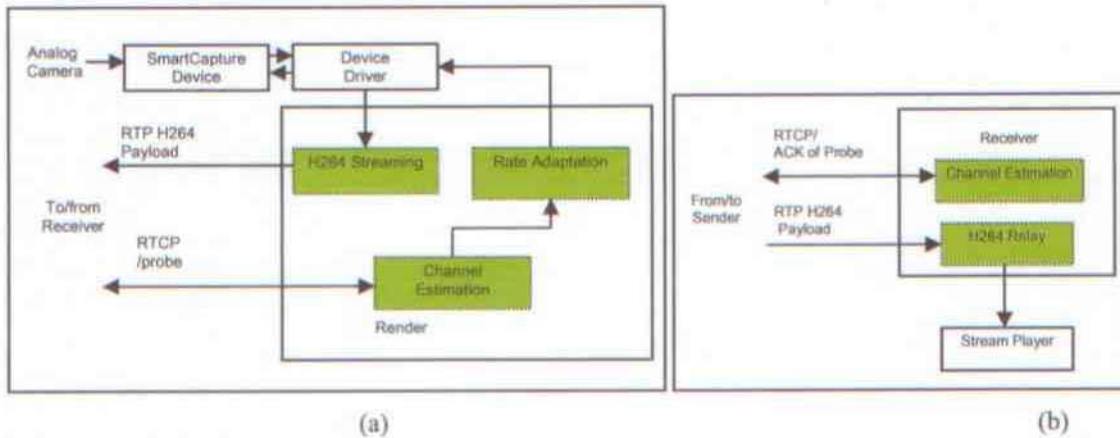 Analog
Camera
SmartCapture
Device
Device
Driver
RTP H264
Payload
H264 Streaming
Rate Adaptation
To/from
Receiver
RTCP
/probe
Channel
Estimation
Render
(a)
RTCP/
ACK of Probe
Receiver
Channel Estimation
From/to
Sender
RTP H264
Payload
H264 Relay
Stream Player
(b)